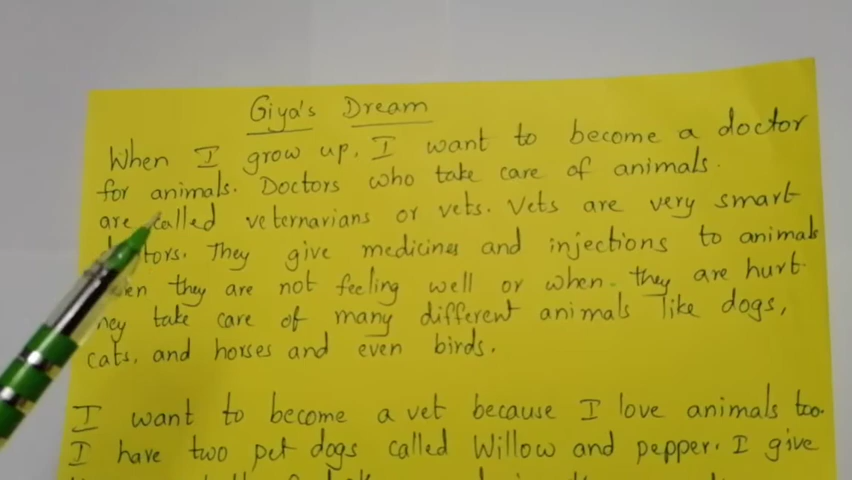 Giya's Dream
When I grow up, I want to become a doctor
for animals. Doctors who take care of animals.
are called veternarians or vets. Vets are very smart
They give medicines and injections to animals
they are not feeling well or when they are hurt.
take care of many different animals like dogs,
cats, and horses and even birds.
I want to become a vet because I love animals too.
I have two pet dogs called Willow and pepper. I give